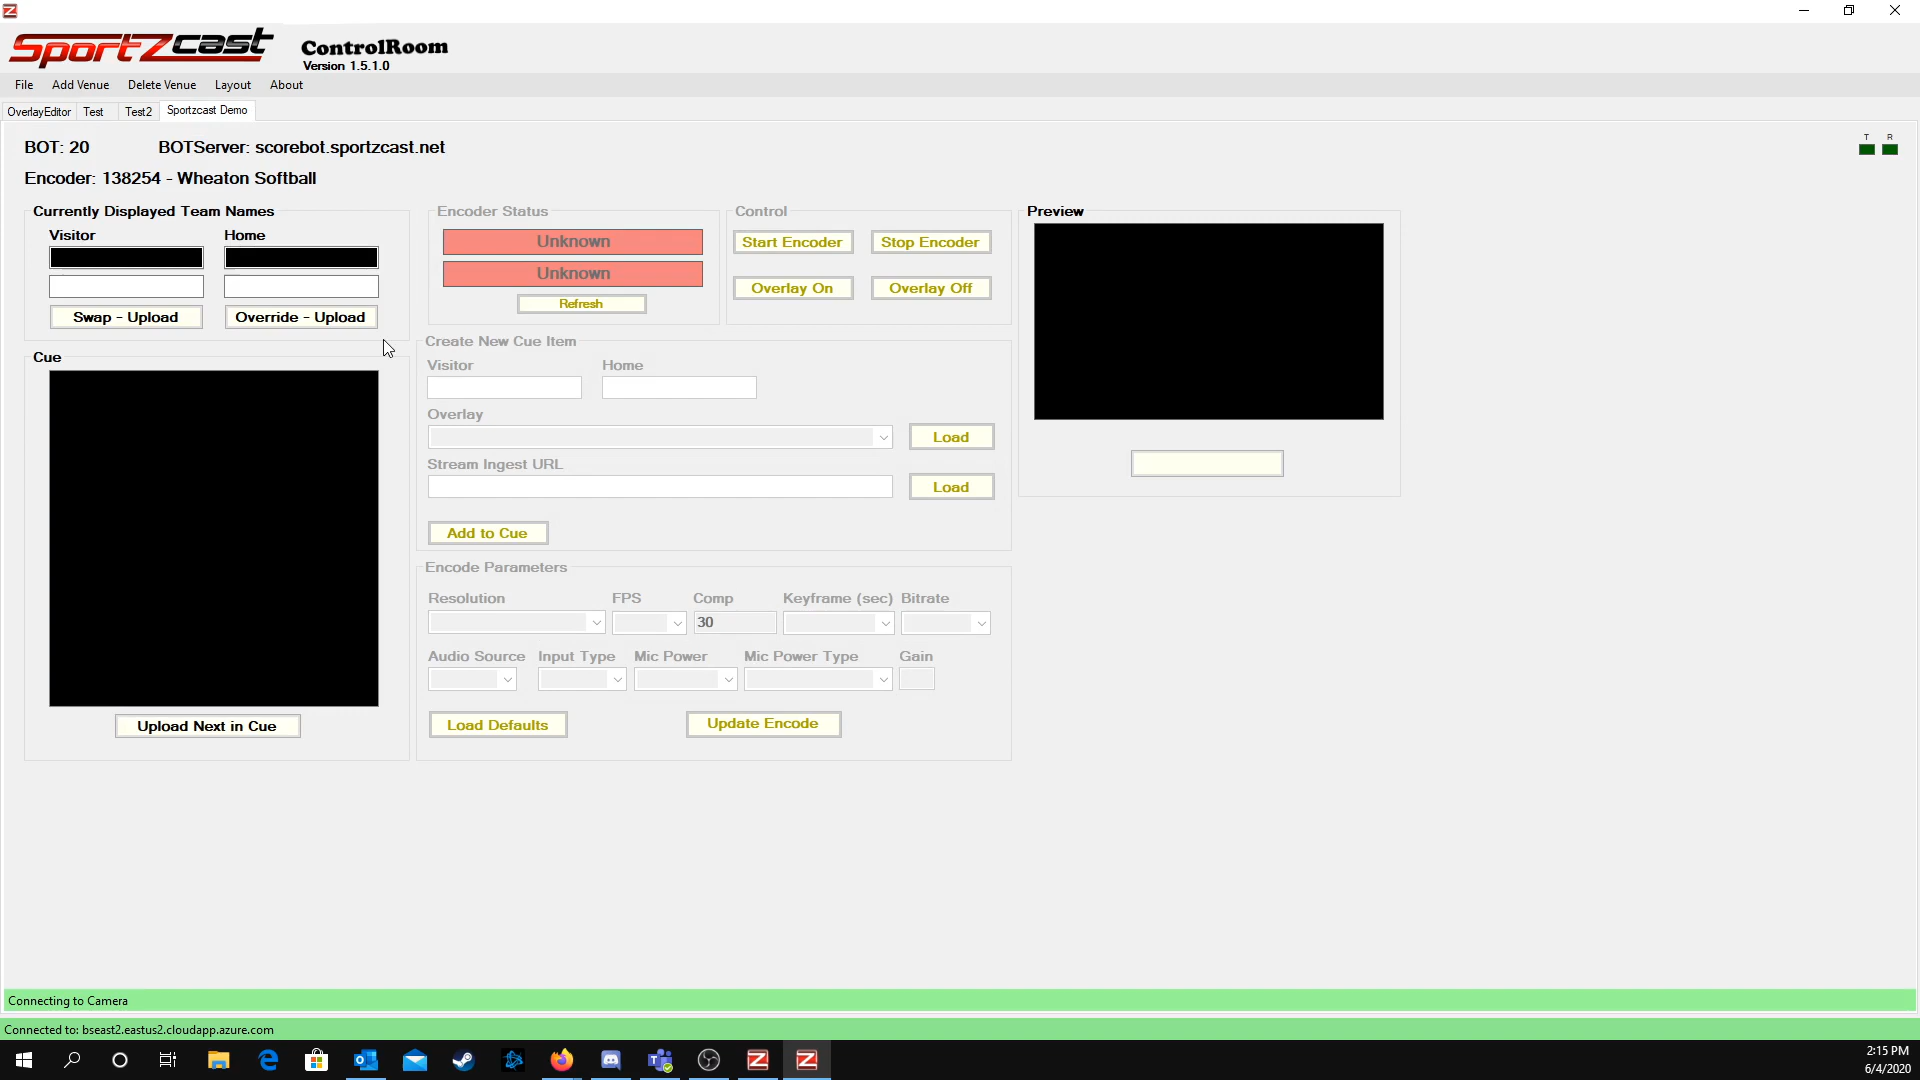 SportZcast
ControlRoom
Version 1.5.1.0
File Add Venue Delete Venue Layout About
OverlayEditor Test Test2 Sportzcast Demo
BOT: 20 BOTServer: scorebot.sportzcast.net
T R
Encoder: 138254 - Wheaton Softball
Currently Displayed Team Names
Visitor Home
Swap - Upload Override - Upload
Encoder Status
Unknown
Unknown
Refresh
Control
Start Encoder Stop Encoder
Overlay On Overlay Off
Preview
Cue
Upload Next in Cue
Create New Cue Item
Visitor Home
Overlay
Load
Stream Ingest URL
Load
Add to Cue
Encode Parameters
Resolution FPS Comp Keyframe (sec) Bitrate
30
Audio Source Input Type Mic Power Mic Power Type Gain
Load Defaults Update Encode
Connecting to Camera
Connected to: bseast2.eastus2.cloudapp.azure.com
2:15 PM
6/4/2020